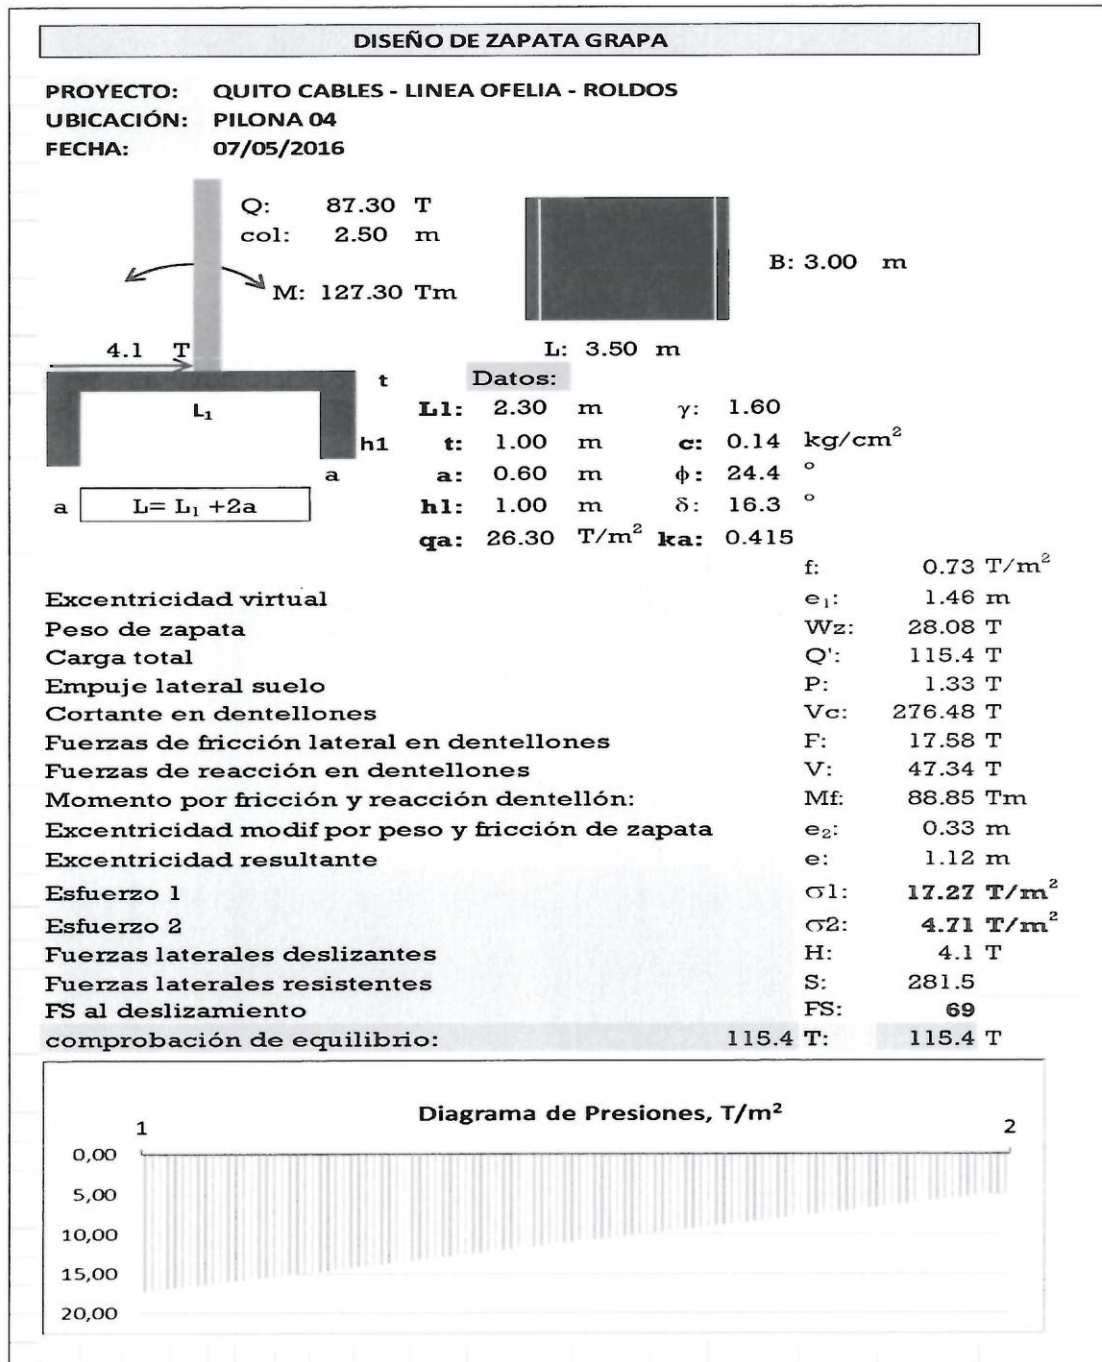 DISEÑO DE ZAPATA GRAPA
PROYECTO: QUITO CABLES - LINEA OFELIA - ROLDOS
UBICACIÓN: PILONA 04
FECHA: 07/05/2016
Q: 87.30 T
col: 2.50 m
M: 127.30 Tm
B: 3.00 m
4.1 T
L: 3.50 m
t
L₁
h1
a
a
L= L₁ +2a
Datos:
L1: 2.30 m γ: 1.60
t: 1.00 m c: 0.14 kg/cm²
a: 0.60 m ϕ: 24.4 °
h1: 1.00 m δ: 16.3 °
qa: 26.30 T/m² ka: 0.415
f: 0.73 T/m²
Excentricidad virtual e₁: 1.46 m
Peso de zapata Wz: 28.08 T
Carga total Q': 115.4 T
Empuje lateral suelo P: 1.33 T
Cortante en dentellones Vc: 276.48 T
Fuerzas de fricción lateral en dentellones F: 17.58 T
Fuerzas de reacción en dentellones V: 47.34 T
Momento por fricción y reacción dentellón: Mf: 88.85 Tm
Excentricidad modif por peso y fricción de zapata e₂: 0.33 m
Excentricidad resultante e: 1.12 m
Esfuerzo 1 σ1: 17.27 T/m²
Esfuerzo 2 σ2: 4.71 T/m²
Fuerzas laterales deslizantes H: 4.1 T
Fuerzas laterales resistentes S: 281.5
FS al deslizamiento FS: 69
comprobación de equilibrio: 115.4 T: 115.4 T
Diagrama de Presiones, T/m²
1 2
0,00
5,00
10,00
15,00
20,00